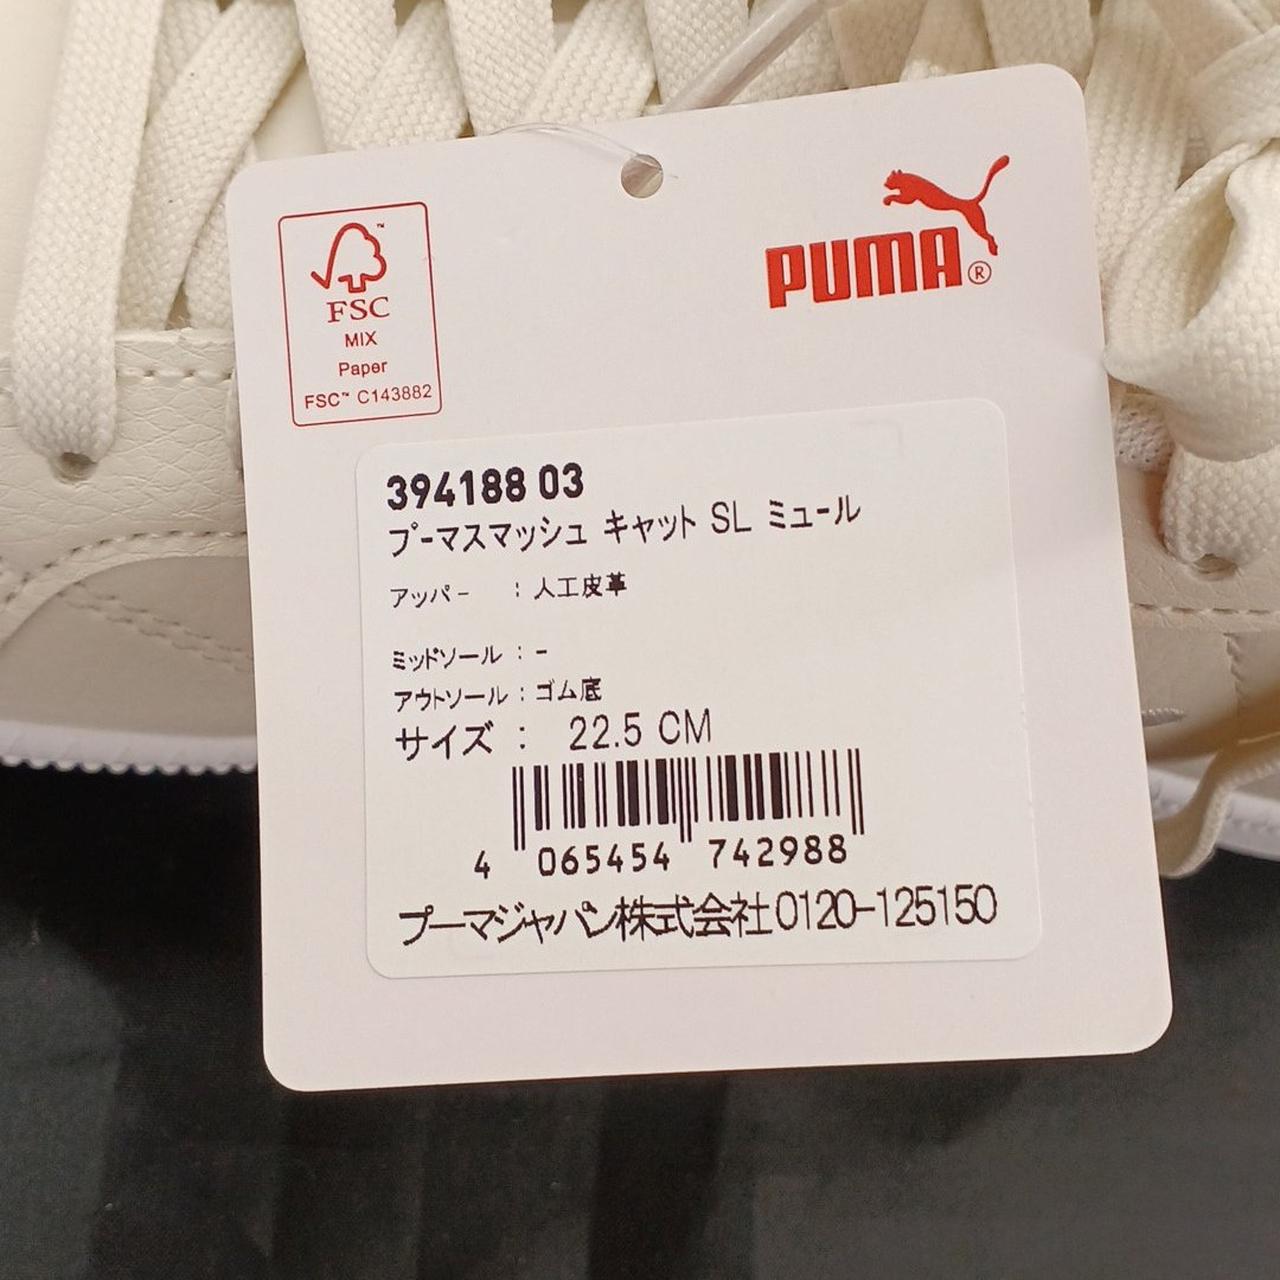 FSC™
MIX
Paper
FSC™ C143882
PUMA®
394188 03
プーマスマッシュ キャット SL ミュール
アッパー : 人工皮革
ミッドソール : -
アウトソール : ゴム底
サイズ : 22.5 CM
4 065454 742988
プーマジャパン株式会社0120-125150